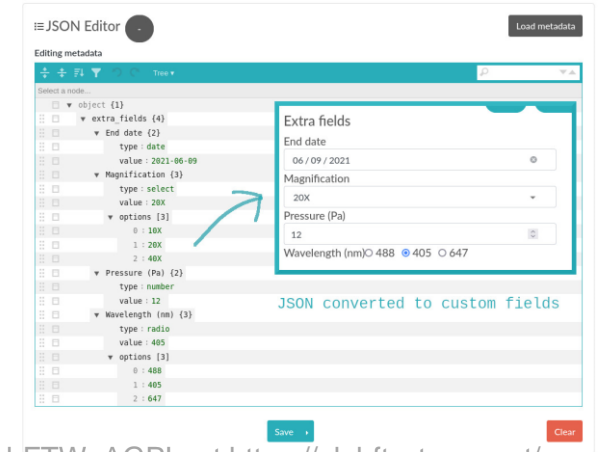 JSON Editor -
Load metadata
Editing metadata
Tree ▾
Select a node...
object {1}
extra_fields {4}
End date {2}
type : date
value : 2021-06-09
Magnification {3}
type : select
value : 20X
options [3]
0 : 10X
1 : 20X
2 : 40X
Pressure (Pa) {2}
type : number
value : 12
Wavelength (nm) {3}
type : radio
value : 405
options [3]
0 : 488
1 : 405
2 : 647
Extra fields
End date
06 / 09 / 2021
Magnification
20X
Pressure (Pa)
12
Wavelength (nm) 488 405 647
JSON converted to custom fields
Save
Clear